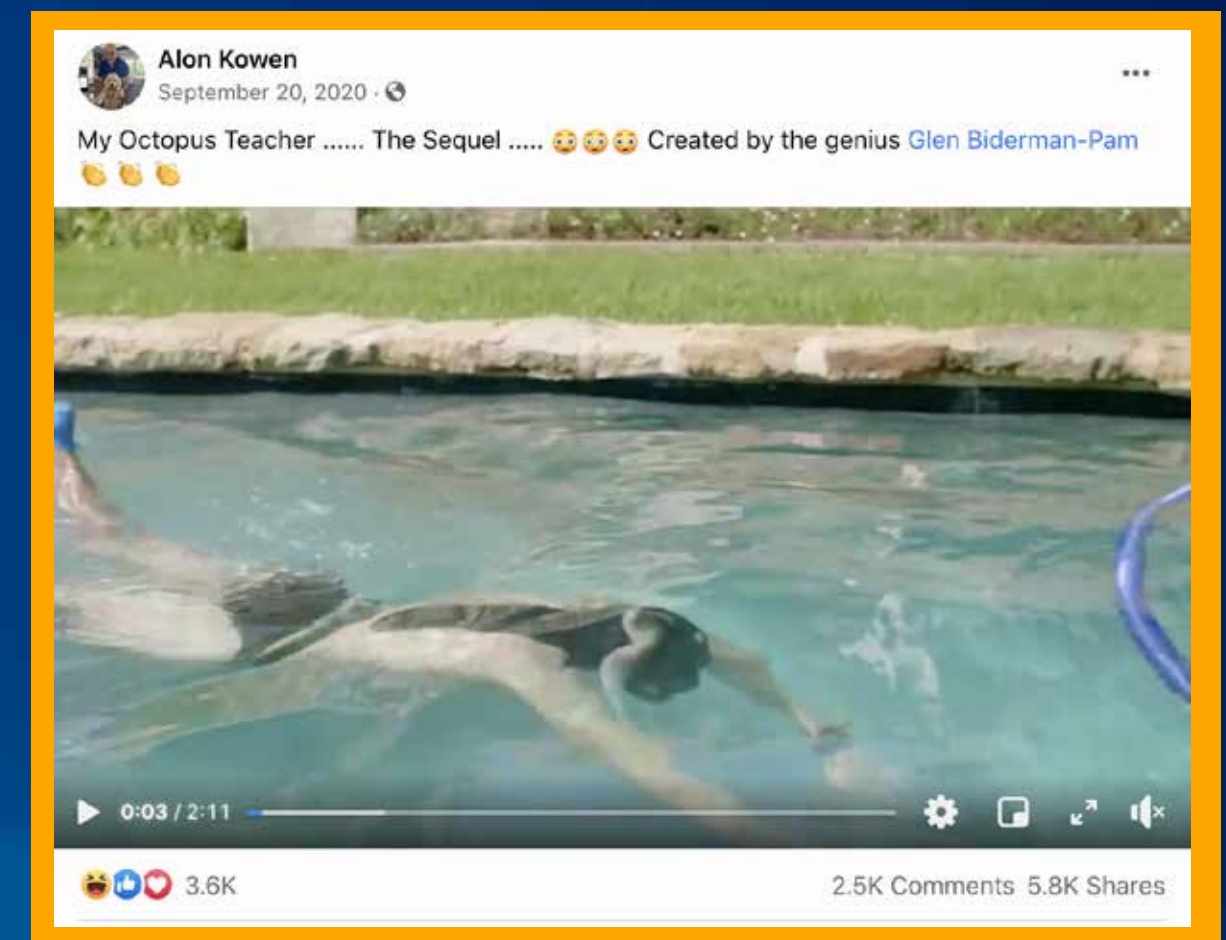 Alon Kowen
September 20, 2020 ·
My Octopus Teacher ...... The Sequel ..... 😳😳😳 Created by the genius Glen Biderman-Pam
👏👏👏
0:03 / 2:11
3.6K 2.5K Comments 5.8K Shares